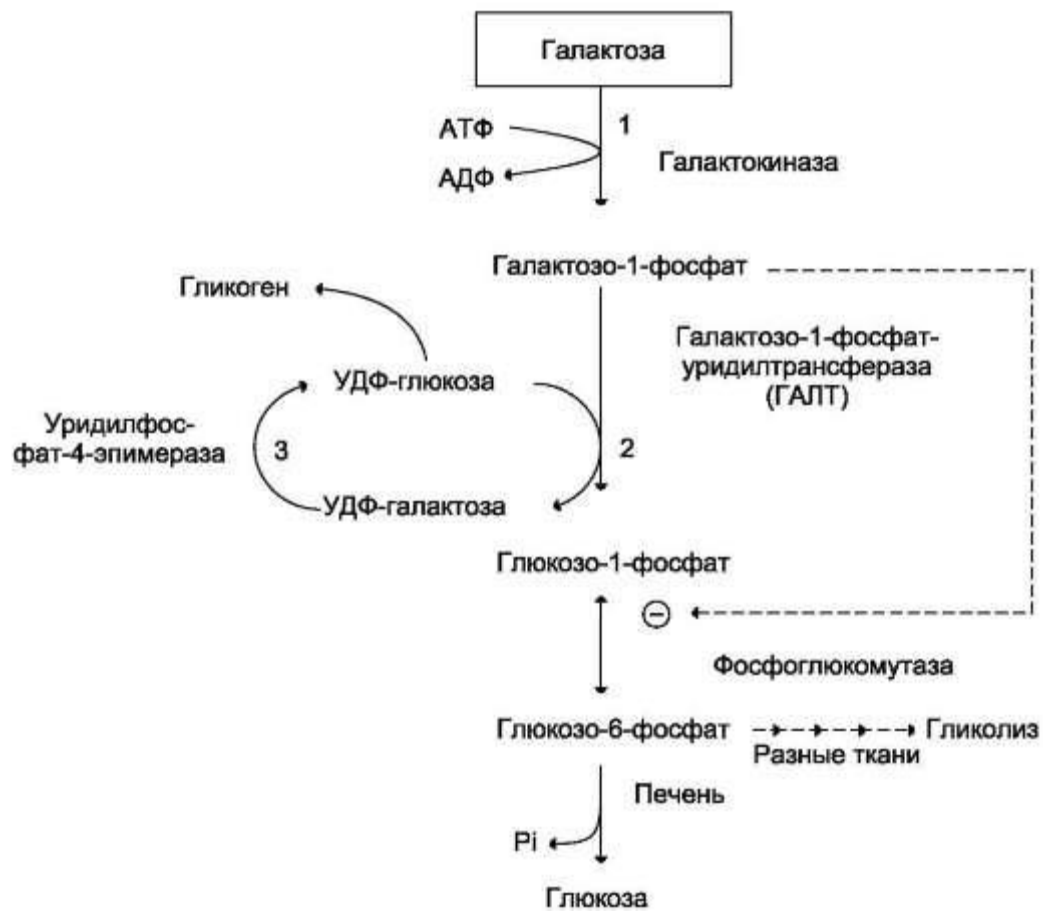 Галактоза
АТФ
1
АДФ
Галактокиназа
Галактозо-1-фосфат
Гликоген
Галактозо-1-фосфат-
уридилтрансфераза
(ГАЛТ)
УДФ-глюкоза
Уридилфос-
фат-4-эпимераза
3
2
УДФ-галактоза
Глюкозо-1-фосфат
−
Фосфоглюкомутаза
Глюкозо-6-фосфат
Гликолиз
Разные ткани
Печень
Pi
Глюкоза